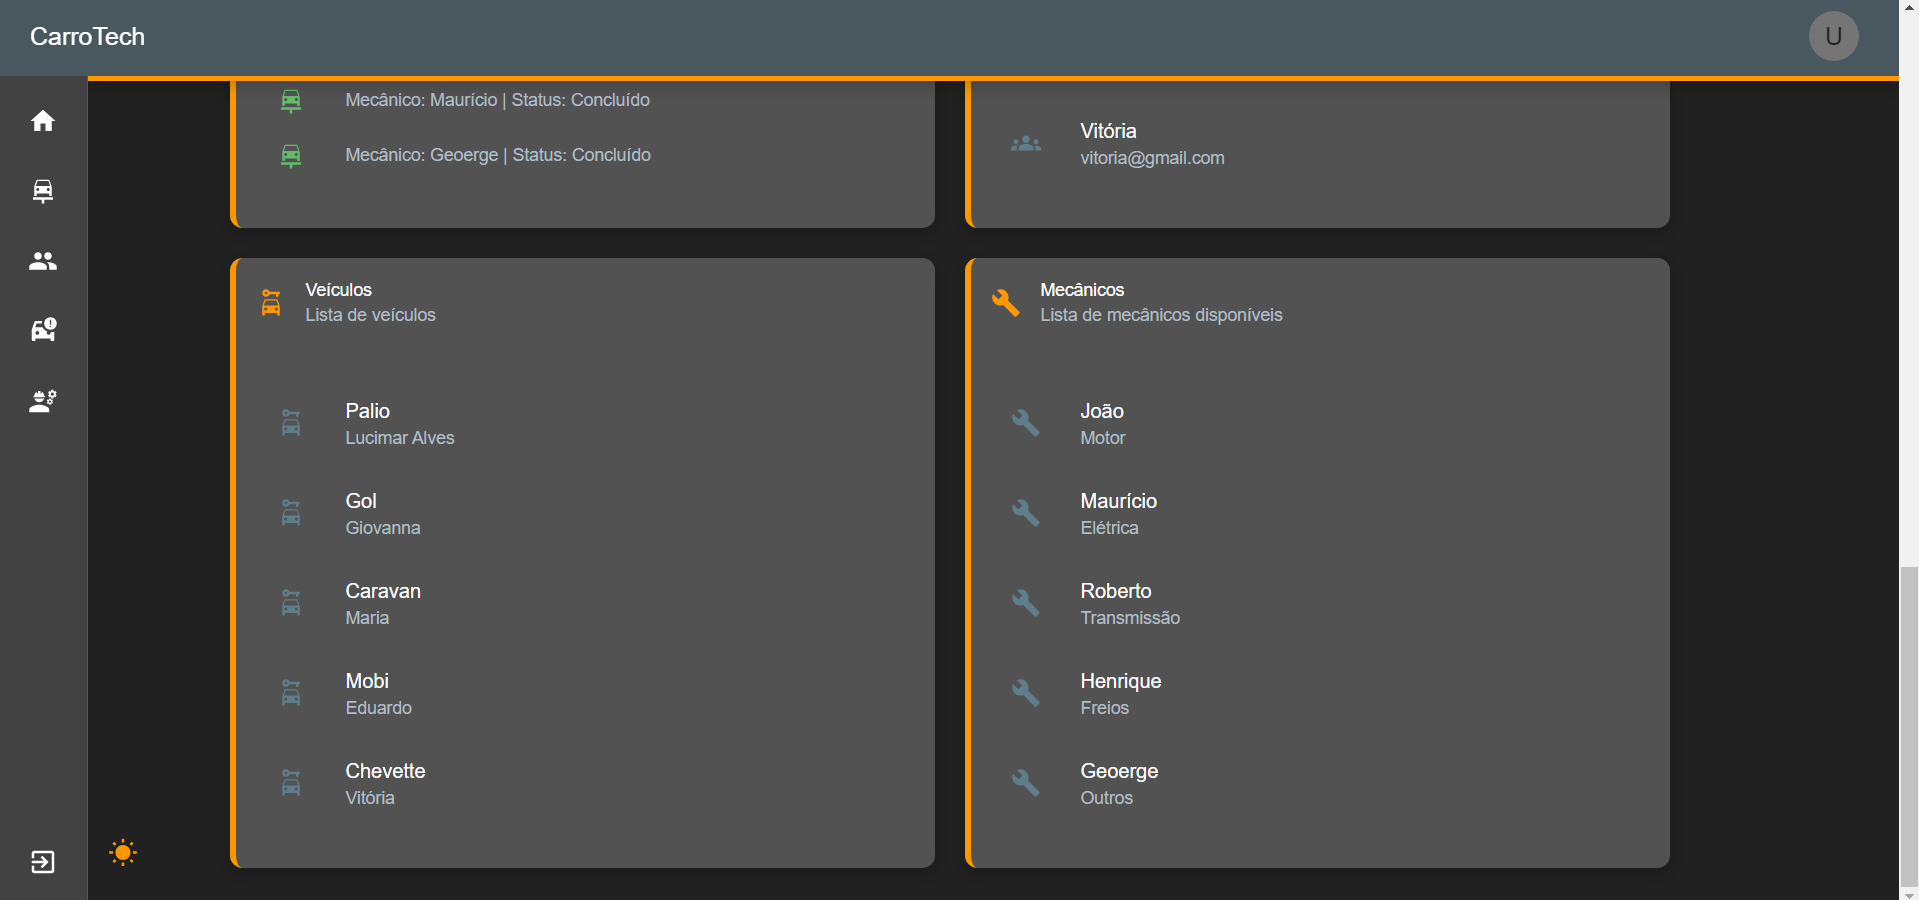 CarroTech
U
Mecânico: Maurício | Status: Concluído
Mecânico: Geoerge | Status: Concluído
Vitória
vitoria@gmail.com
Veículos
Lista de veículos
Palio
Lucimar Alves
Gol
Giovanna
Caravan
Maria
Mobi
Eduardo
Chevette
Vitória
Mecânicos
Lista de mecânicos disponíveis
João
Motor
Maurício
Elétrica
Roberto
Transmissão
Henrique
Freios
Geoerge
Outros